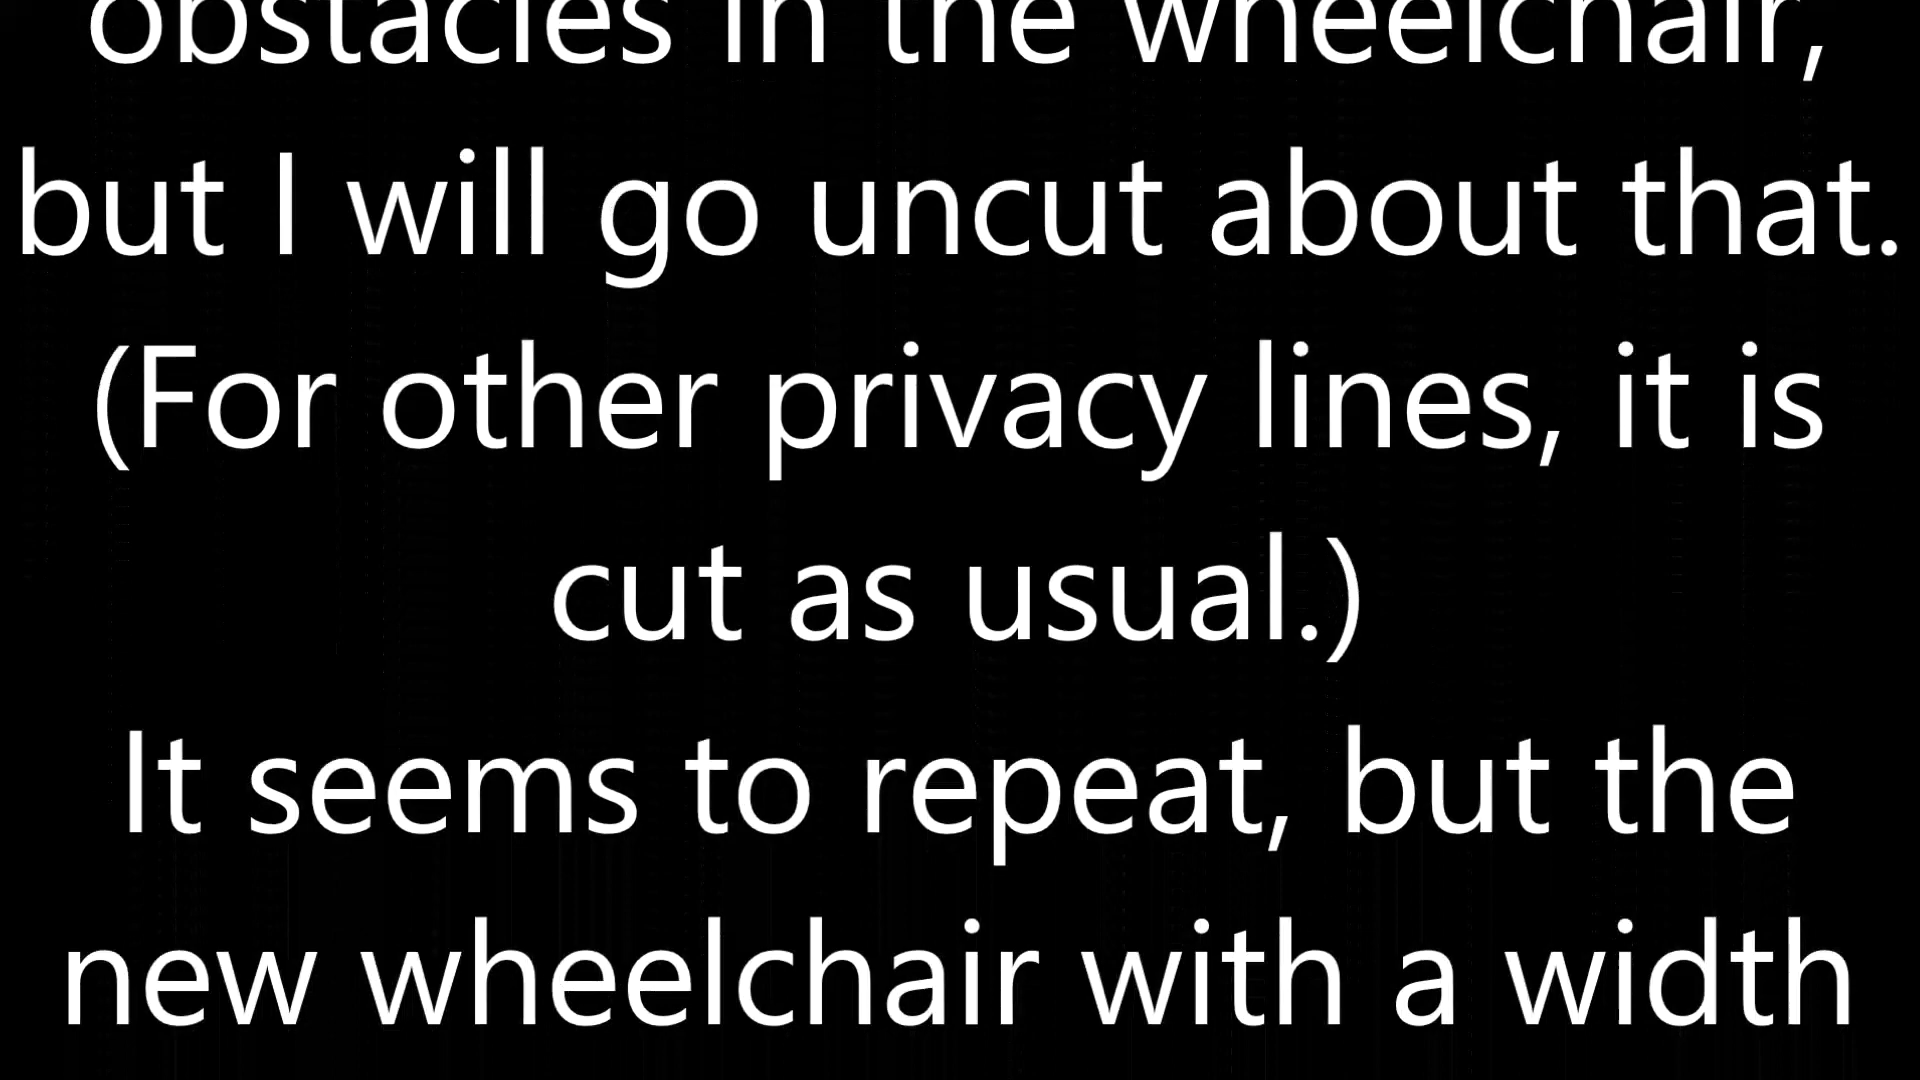 obstacles in the wheelchair,
but I will go uncut about that.
(For other privacy lines, it is
cut as usual.)
It seems to repeat, but the
new wheelchair with a width